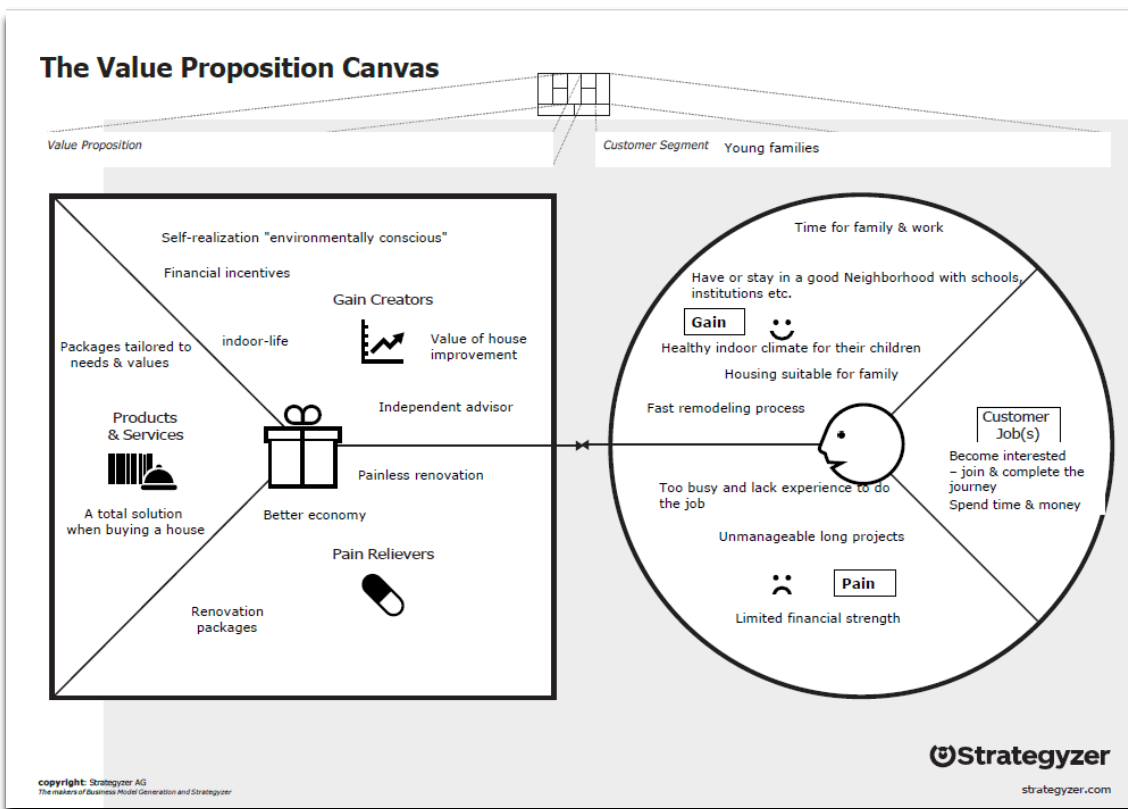 The Value Proposition Canvas
Value Proposition
Customer Segment Young families
Self-realization "environmentally conscious"
Financial incentives
Gain Creators
indoor-life
Value of house
improvement
Packages tailored to
needs & values
Independent advisor
Products
& Services
Painless renovation
A total solution
when buying a house
Better economy
Pain Relievers
Renovation
packages
Time for family & work
Have or stay in a good Neighborhood with schools,
institutions etc.
Gain
Healthy indoor climate for their children
Housing suitable for family
Fast remodeling process
Customer
Job(s)
Become interested
– join & complete the
journey
Spend time & money
Too busy and lack experience to do
the job
Unmanageable long projects
Pain
Limited financial strength
Strategyzer
strategyzer.com
copyright: Strategyzer AG
The makers of Business Model Generation and Strategyzer